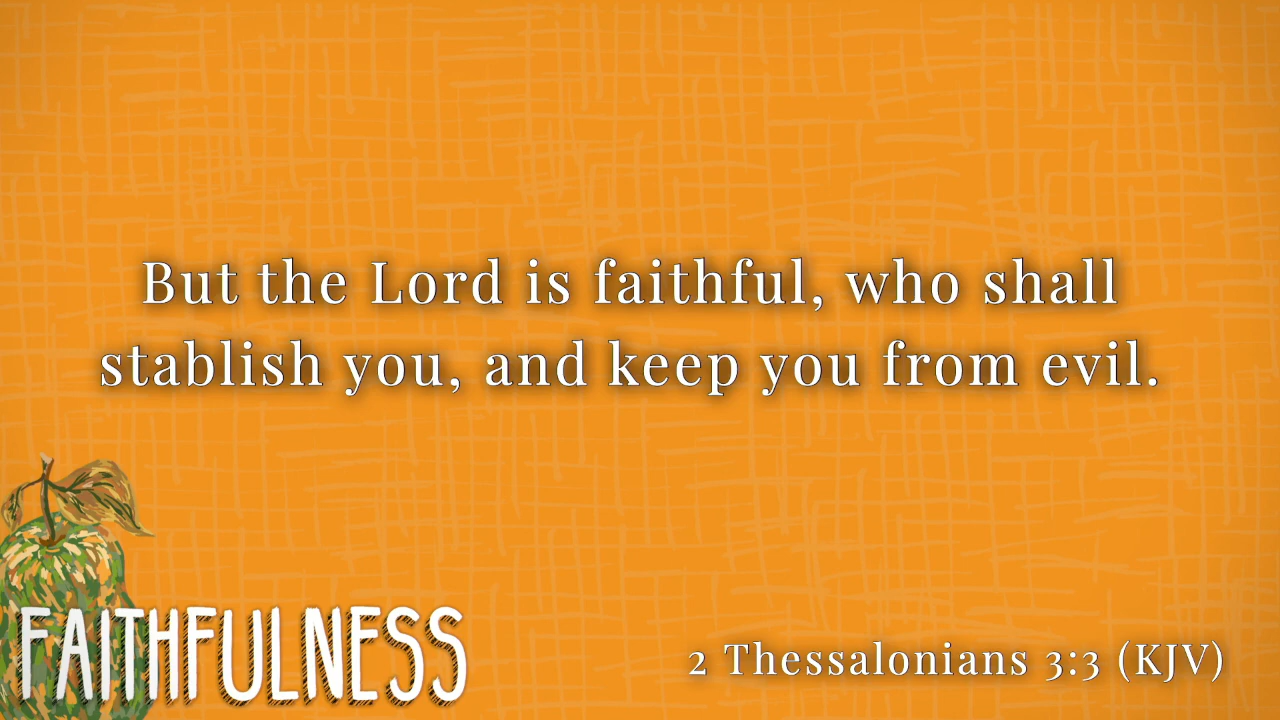 But the Lord is faithful, who shall
stablish you, and keep you from evil.
FAITHFULNESS
2 Thessalonians 3:3 (KJV)